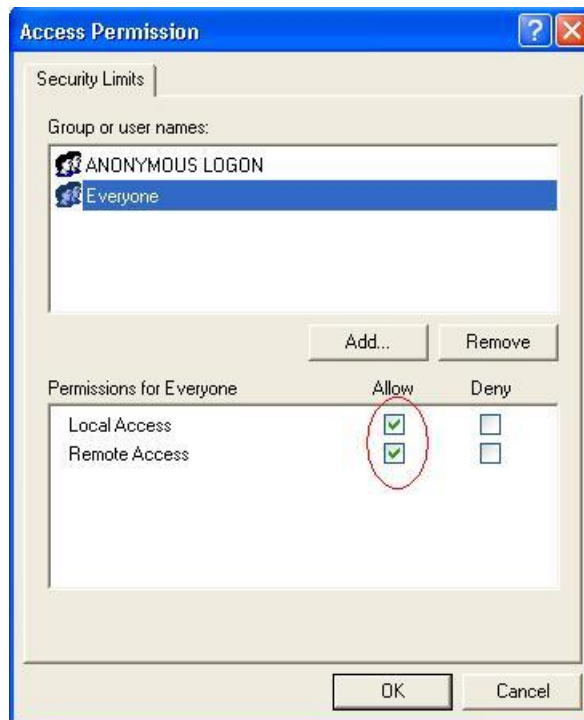 Access Permission
Security Limits
Group or user names:
ANONYMOUS LOGON
Everyone
Add... Remove
Permissions for Everyone Allow Deny
Local Access
Remote Access
OK Cancel